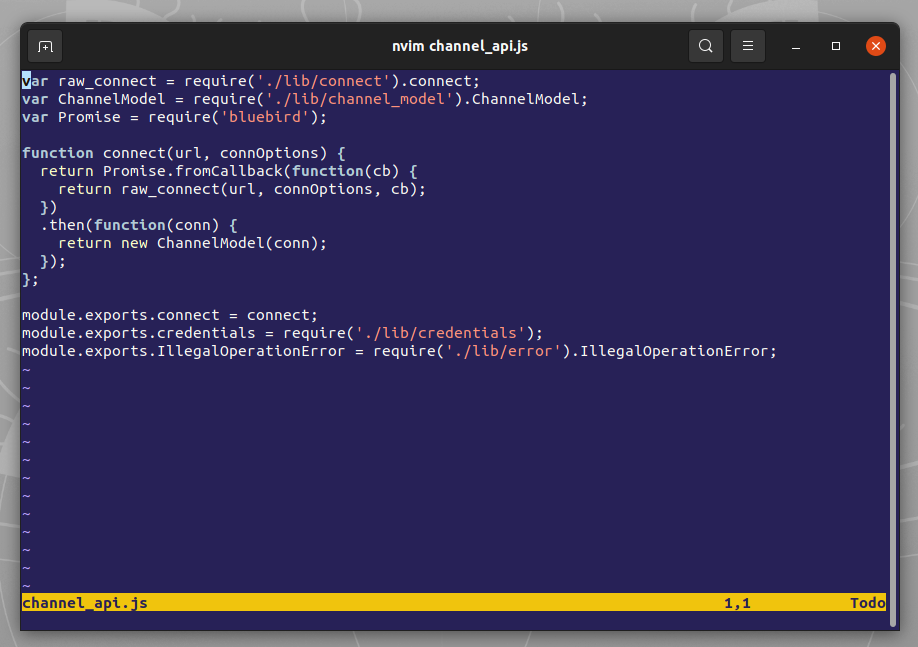 nvim channel_api.js
var raw_connect = require('./lib/connect').connect;
var ChannelModel = require('./lib/channel_model').ChannelModel;
var Promise = require('bluebird');

function connect(url, connOptions) {
  return Promise.fromCallback(function(cb) {
    return raw_connect(url, connOptions, cb);
  })
  .then(function(conn) {
    return new ChannelModel(conn);
  });
};

module.exports.connect = connect;
module.exports.credentials = require('./lib/credentials');
module.exports.IllegalOperationError = require('./lib/error').IllegalOperationError;
~
~
~
~
~
~
~
~
~
~
~
~
~
channel_api.js 1,1 Todo